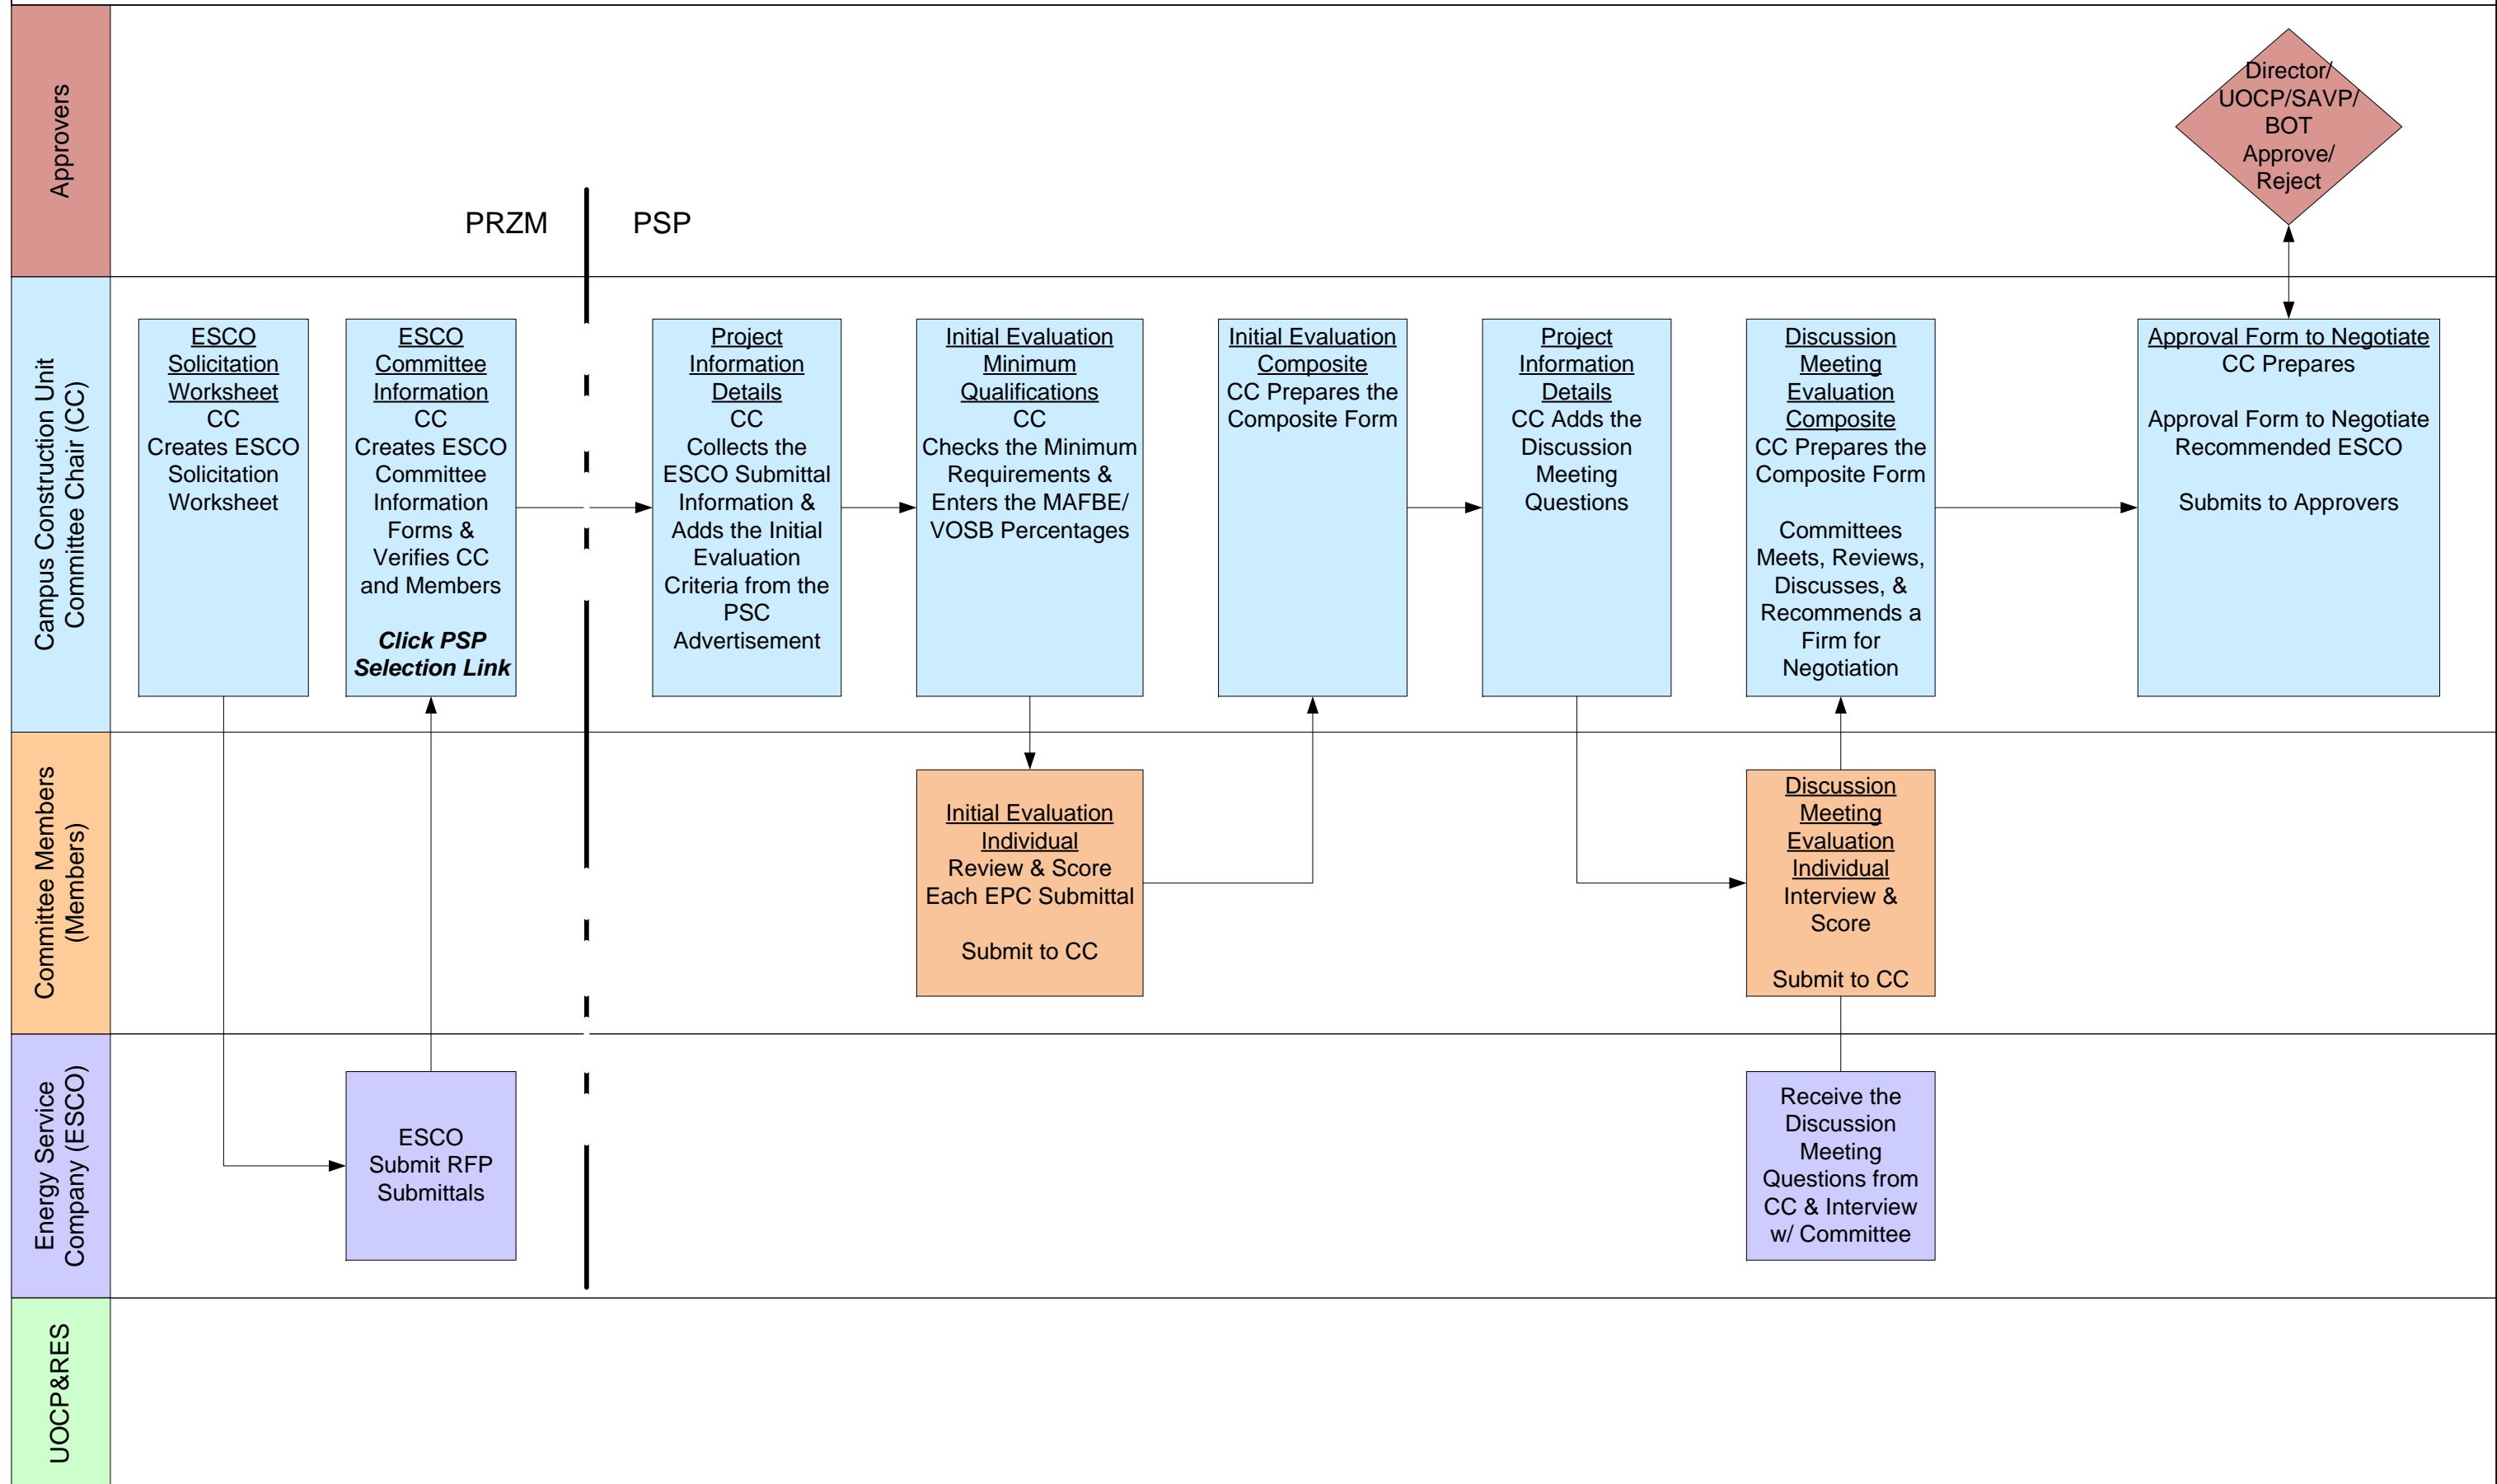 Approvers
Director/
UOCP/SAVP/
BOT
Approve/
Reject
PRZM
PSP
Campus Construction Unit
Committee Chair (CC)
ESCO
Solicitation
Worksheet
CC
Creates ESCO
Solicitation
Worksheet
ESCO
Committee
Information
CC
Creates ESCO
Committee
Information
Forms &
Verifies CC
and Members
Click PSP
Selection Link
Project
Information
Details
CC
Collects the
ESCO Submittal
Information &
Adds the Initial
Evaluation
Criteria from the
PSC
Advertisement
Initial Evaluation
Minimum
Qualifications
CC
Checks the Minimum
Requirements &
Enters the MAFBE/
VOSB Percentages
Initial Evaluation
Composite
CC Prepares the
Composite Form
Project
Information
Details
CC Adds the
Discussion
Meeting
Questions
Discussion
Meeting
Evaluation
Composite
CC Prepares the
Composite Form
Committees
Meets, Reviews,
Discusses, &
Recommends a
Firm for
Negotiation
Approval Form to Negotiate
CC Prepares
Approval Form to Negotiate
Recommended ESCO
Submits to Approvers
Committee Members
(Members)
Initial Evaluation
Individual
Review & Score
Each EPC Submittal
Submit to CC
Discussion
Meeting
Evaluation
Individual
Interview &
Score
Submit to CC
Energy Service
Company (ESCO)
ESCO
Submit RFP
Submittals
Receive the
Discussion
Meeting
Questions from
CC & Interview
w/ Committee
UOCP&RES